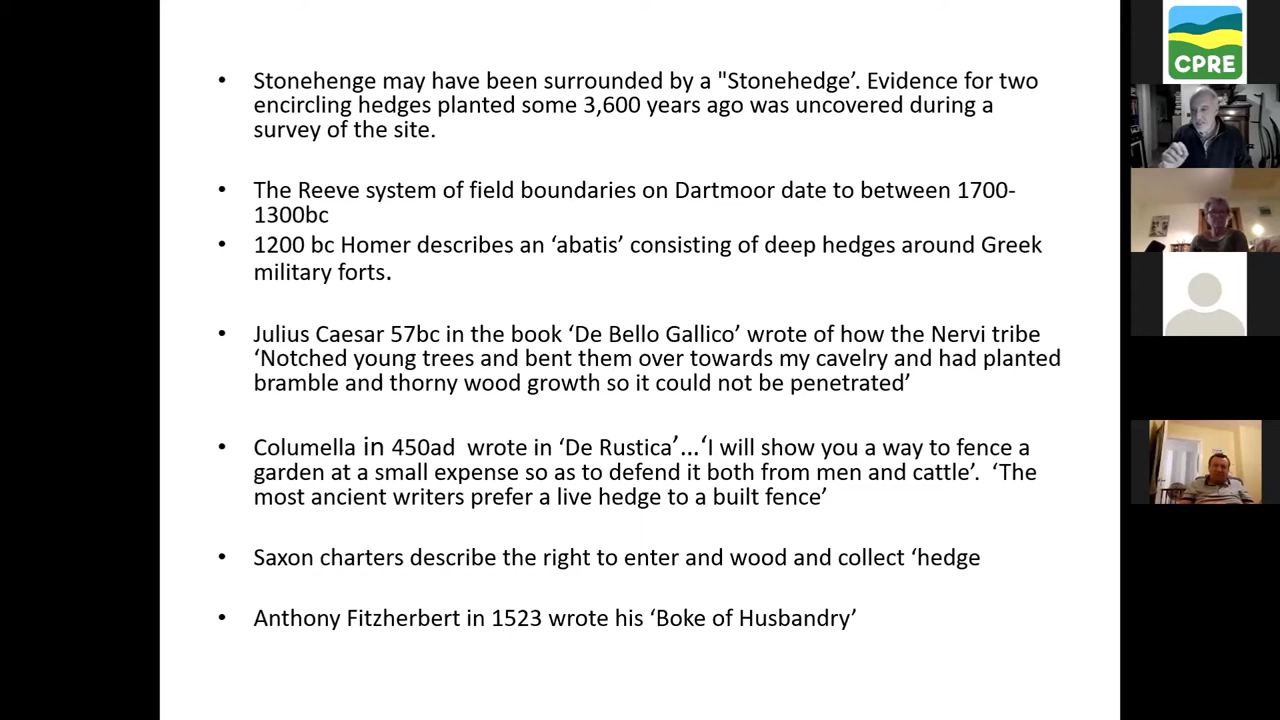 • Stonehenge may have been surrounded by a "Stonehedge’. Evidence for two
encircling hedges planted some 3,600 years ago was uncovered during a
survey of the site.
• The Reeve system of field boundaries on Dartmoor date to between 1700-
1300bc
• 1200 bc Homer describes an ‘abatis’ consisting of deep hedges around Greek
military forts.
• Julius Caesar 57bc in the book ‘De Bello Gallico’ wrote of how the Nervi tribe
‘Notched young trees and bent them over towards my cavelry and had planted
bramble and thorny wood growth so it could not be penetrated’
• Columella in 450ad  wrote in ‘De Rustica’...‘I will show you a way to fence a
garden at a small expense so as to defend it both from men and cattle’.  ‘The
most ancient writers prefer a live hedge to a built fence’
• Saxon charters describe the right to enter and wood and collect ‘hedge
• Anthony Fitzherbert in 1523 wrote his ‘Boke of Husbandry’
CPRE